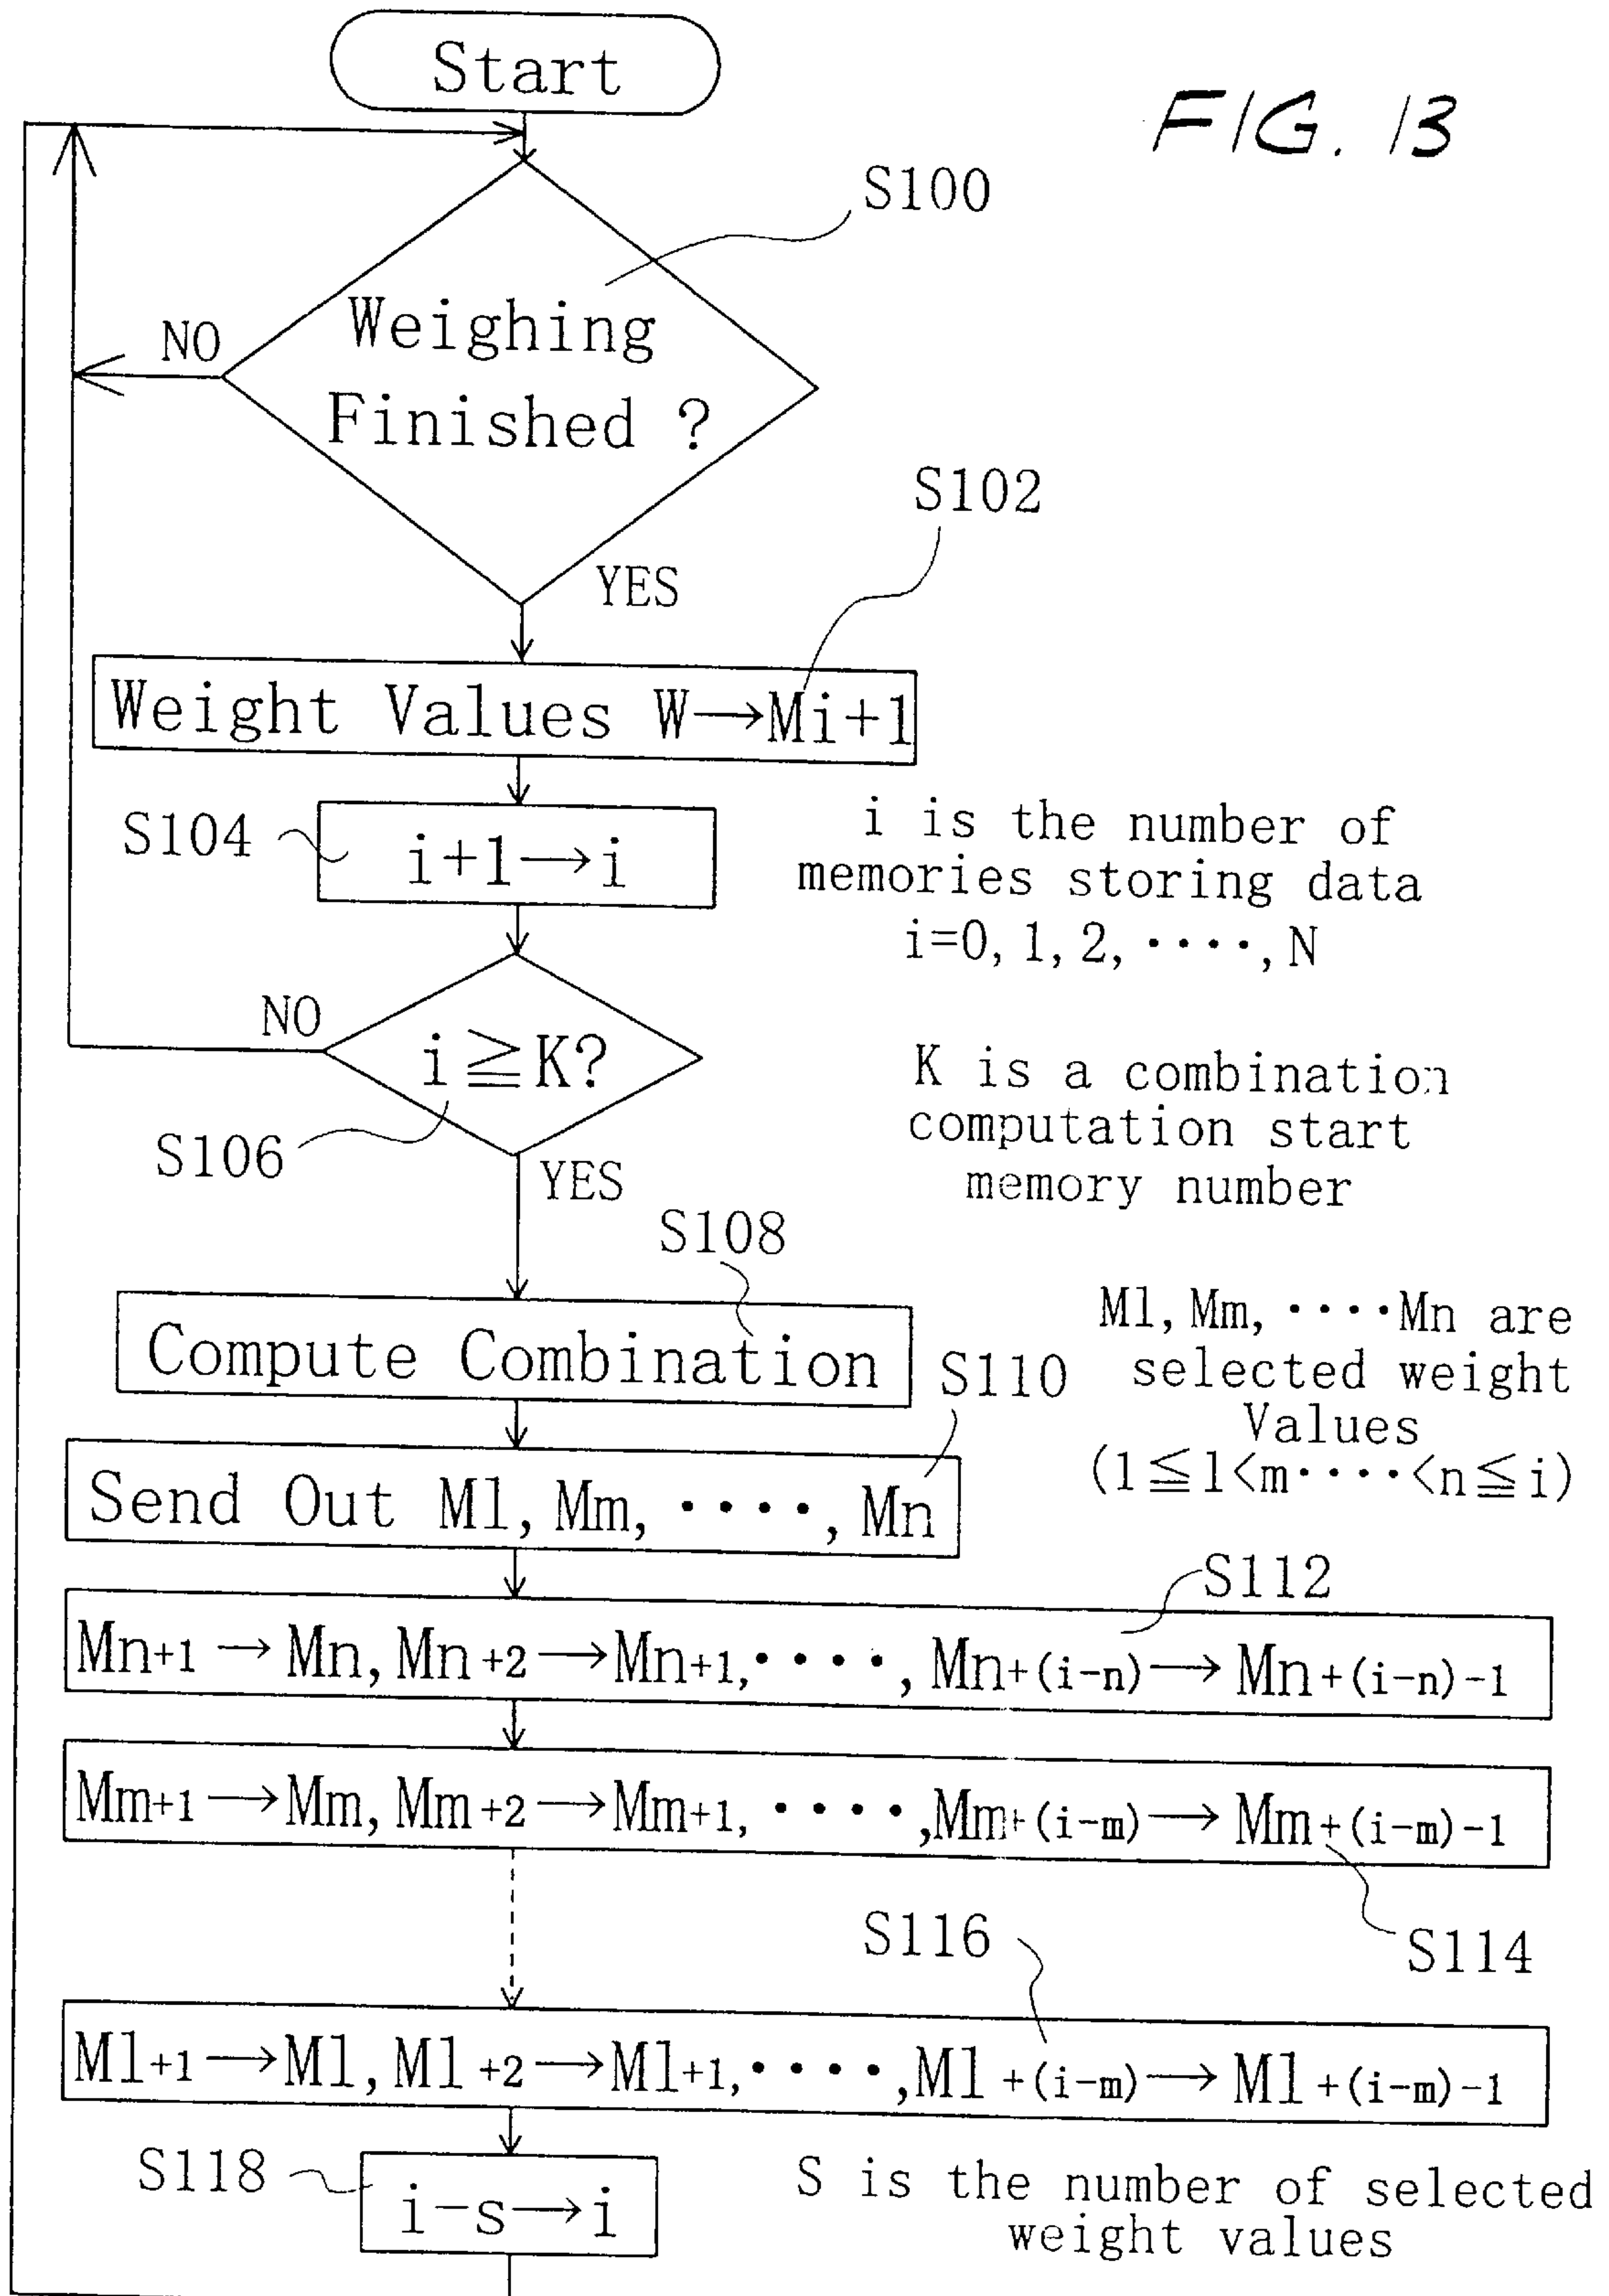 Start
FIG. 13
S100
NO
Weighing
Finished ?
S102
YES
Weight Values W→Mi+1
S104
i+1→i
i is the number of
memories storing data
i=0, 1, 2, ····, N
NO
i≧K?
K is a combination
computation start
memory number
S106
YES
S108
Compute Combination
Ml, Mm, ····Mn are
selected weight
Values
(1≦l<m····<n≦i)
S110
Send Out Ml, Mm, ····, Mn
S112
Mn+1→Mn, Mn+2→Mn+1,····, Mn+(i-n)→Mn+(i-n)-1
Mm+1→Mm, Mm+2→Mm+1, ····,Mm+(i-m)→Mm+(i-m)-1
S114
S116
Ml+1→Ml, Ml+2→Ml+1,····,Ml+(i-m)→Ml+(i-m)-1
S118
i-s→i
S is the number of selected
weight values